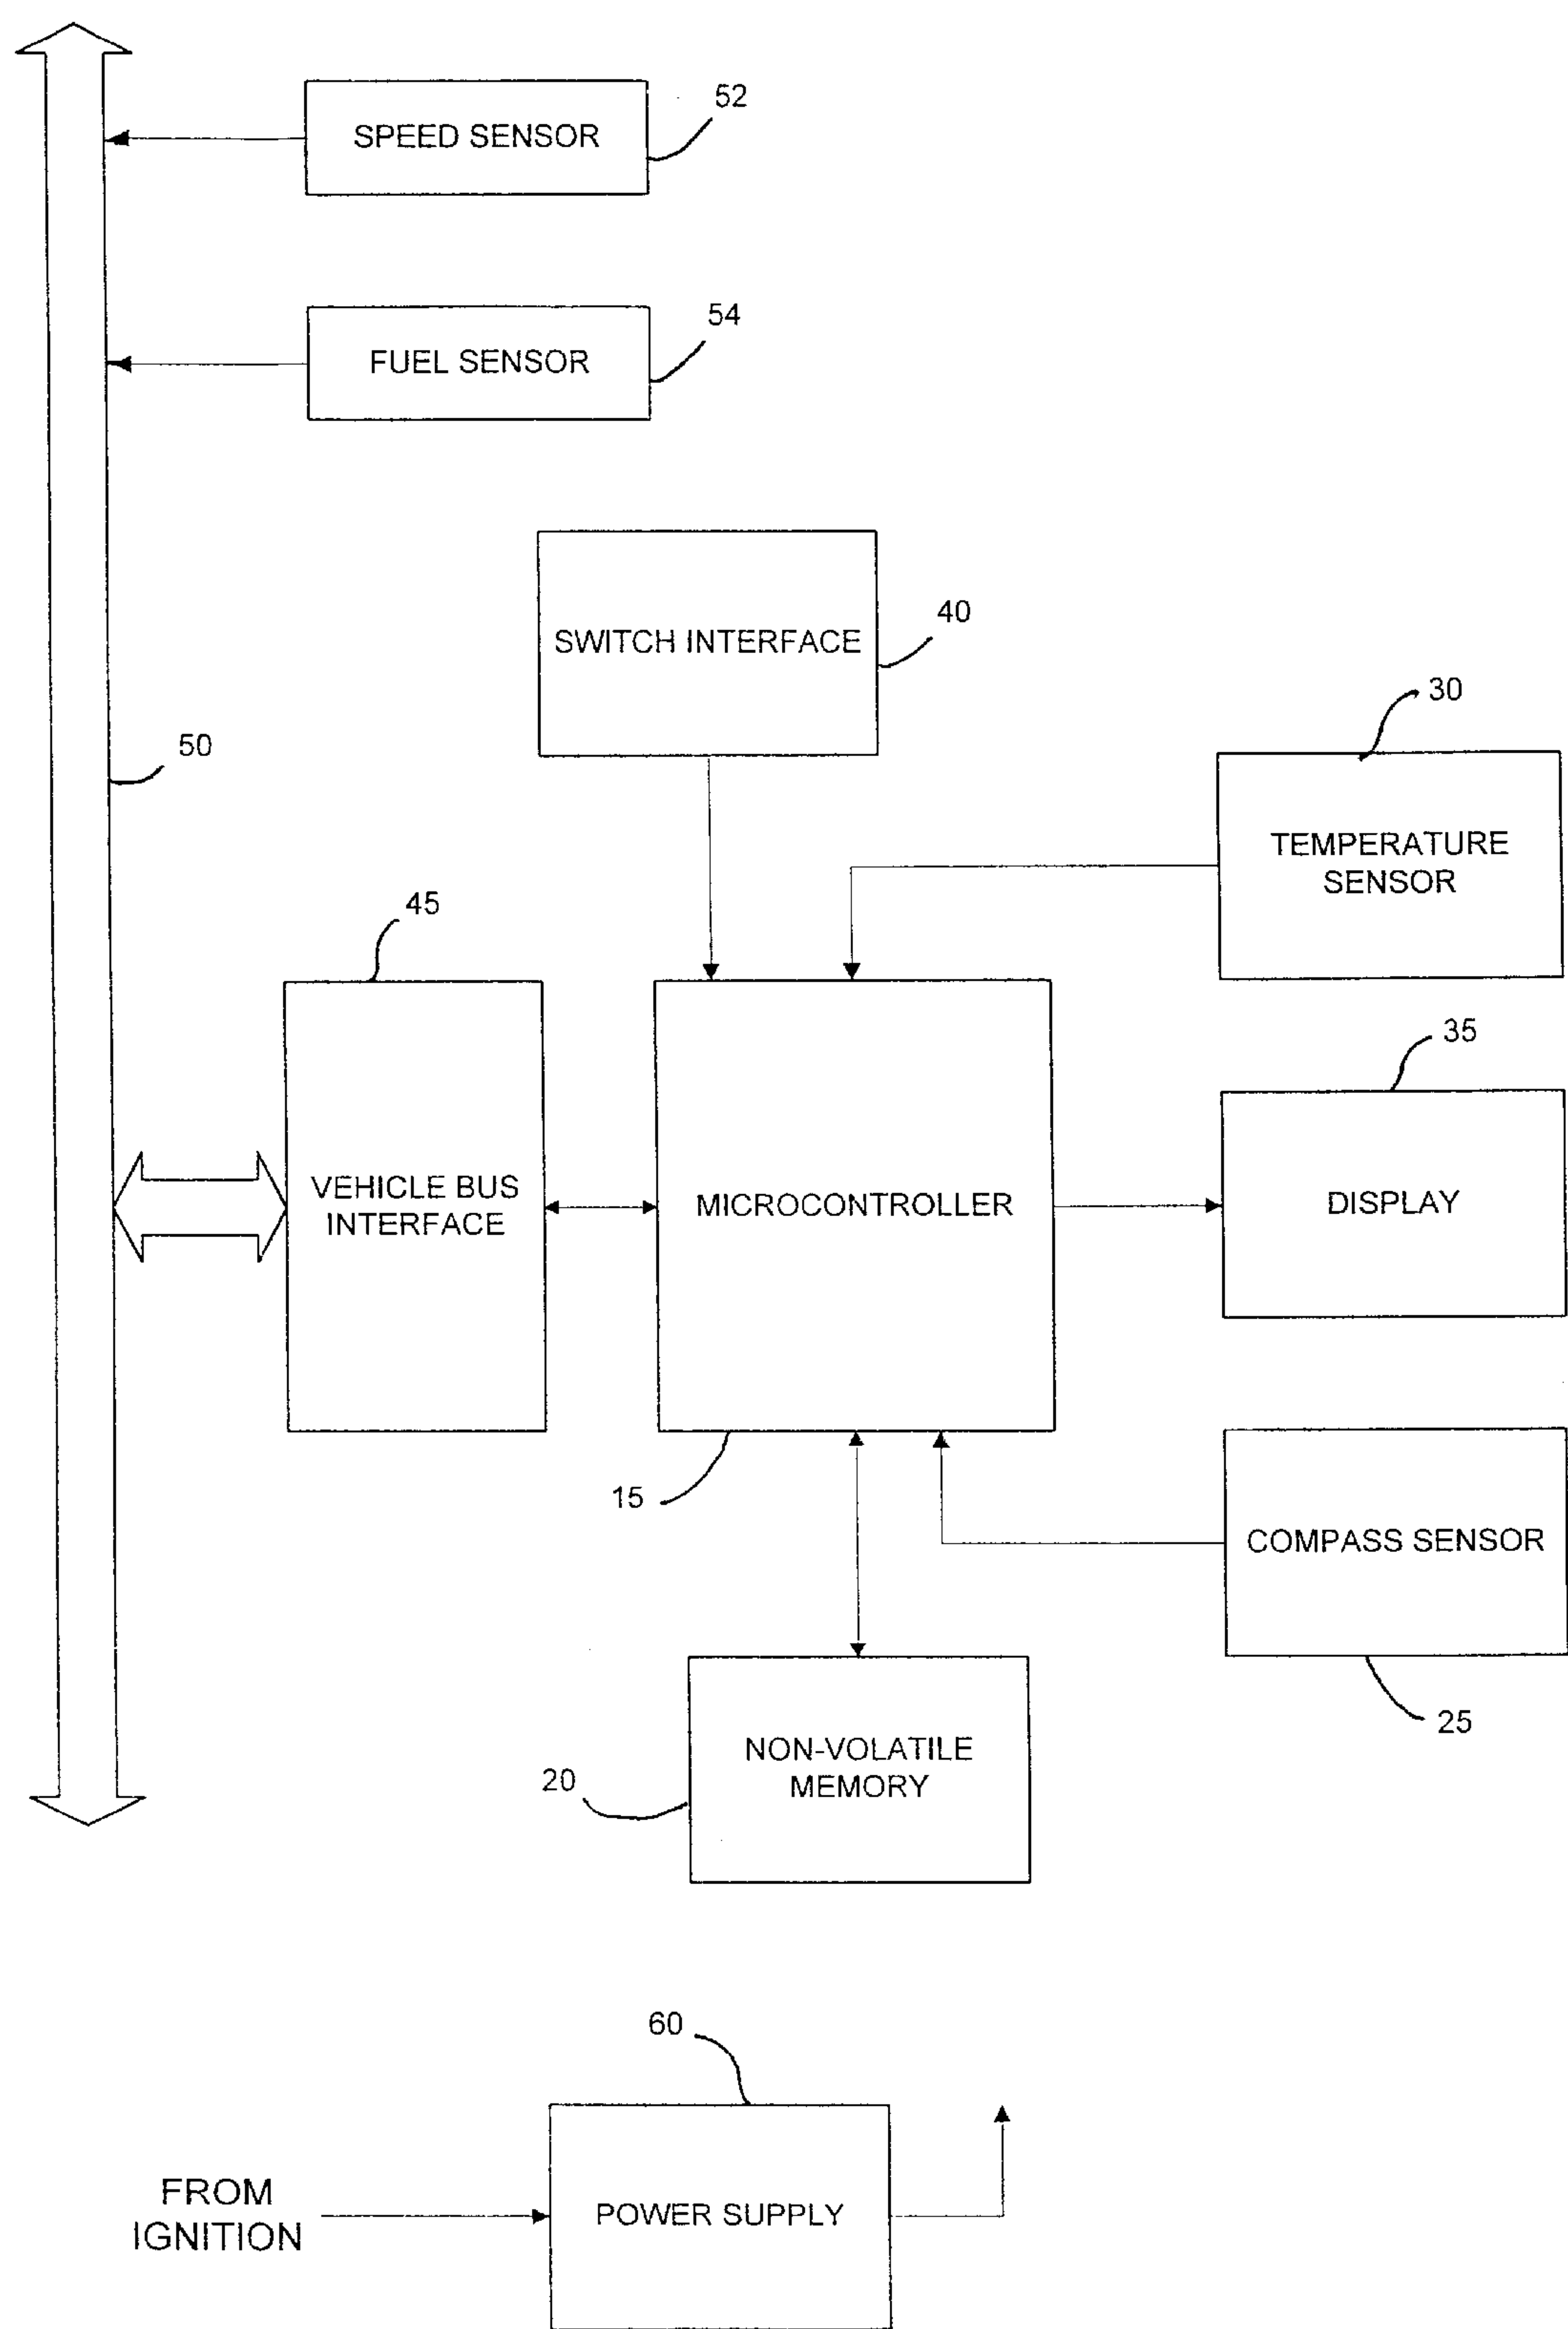 52
SPEED SENSOR
54
FUEL SENSOR
40
SWITCH INTERFACE
30
50
TEMPERATURE
SENSOR
45
35
VEHICLE BUS
INTERFACE
MICROCONTROLLER
DISPLAY
15
COMPASS SENSOR
25
NON-VOLATILE
MEMORY
20
60
FROM
IGNITION
POWER SUPPLY